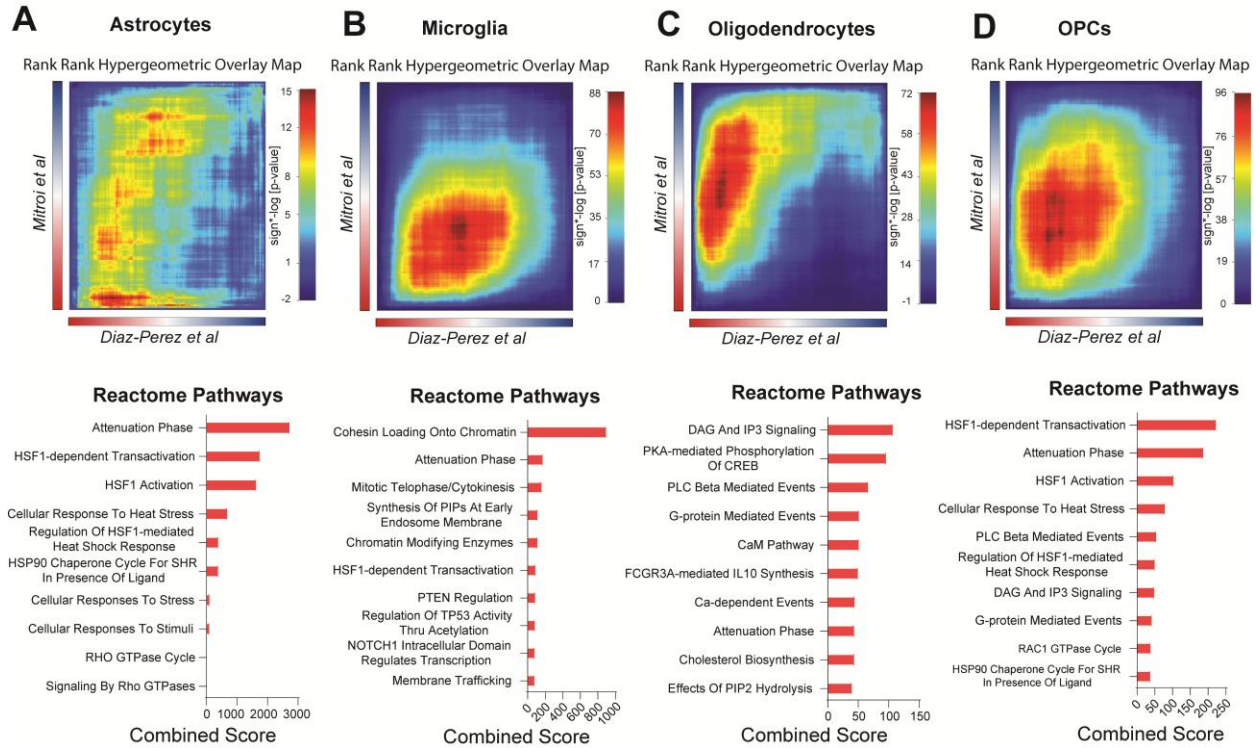 A
Astrocytes
Rank Rank Hypergeometric Overlay Map
Mitroi et al
15
12
8
5
1
-2
sign*-log [p-value]
Diaz-Perez et al
B
Microglia
Rank Rank Hypergeometric Overlay Map
Mitroi et al
88
70
53
35
17
0
sign*-log [p-value]
Diaz-Perez et al
C
Oligodendrocytes
Rank Rank Hypergeometric Overlay Map
Mitroi et al
72
58
43
28
14
-1
sign*-log [p-value]
Diaz-Perez et al
D
OPCs
Rank Rank Hypergeometric Overlay Map
Mitroi et al
96
76
57
38
19
0
sign*-log [p-value]
Diaz-Perez et al
Reactome Pathways
Attenuation Phase
HSF1-dependent Transactivation
HSF1 Activation
Cellular Response To Heat Stress
Regulation Of HSF1-mediated
Heat Shock Response
HSP90 Chaperone Cycle For SHR
In Presence Of Ligand
Cellular Responses To Stress
Cellular Responses To Stimuli
RHO GTPase Cycle
Signaling By Rho GTPases
0 1000 2000 3000
Combined Score
Reactome Pathways
Cohesin Loading Onto Chromatin
Attenuation Phase
Mitotic Telophase/Cytokinesis
Synthesis Of PIPs At Early
Endosome Membrane
Chromatin Modifying Enzymes
HSF1-dependent Transactivation
PTEN Regulation
Regulation Of TP53 Activity
Thru Acetylation
NOTCH1 Intracellular Domain
Regulates Transcription
Membrane Trafficking
0 200 400 600 800 1000
Combined Score
Reactome Pathways
DAG And IP3 Signaling
PKA-mediated Phosphorylation
Of CREB
PLC Beta Mediated Events
G-protein Mediated Events
CaM Pathway
FCGR3A-mediated IL10 Synthesis
Ca-dependent Events
Attenuation Phase
Cholesterol Biosynthesis
Effects Of PIP2 Hydrolysis
0 50 100 150
Combined Score
Reactome Pathways
HSF1-dependent Transactivation
Attenuation Phase
HSF1 Activation
Cellular Response To Heat Stress
PLC Beta Mediated Events
Regulation Of HSF1-mediated
Heat Shock Response
DAG And IP3 Signaling
G-protein Mediated Events
RAC1 GTPase Cycle
HSP90 Chaperone Cycle For SHR
In Presence Of Ligand
0 50 100 150 200 250
Combined Score